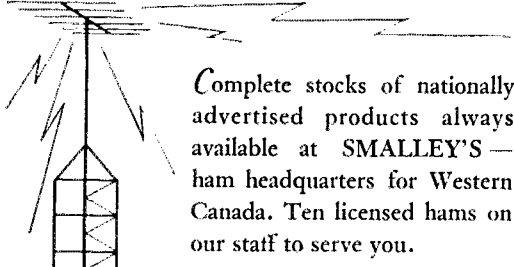 Complete stocks of nationally
advertised products always
available at SMALLEY'S —
ham headquarters for Western
Canada. Ten licensed hams on
our staff to serve you.